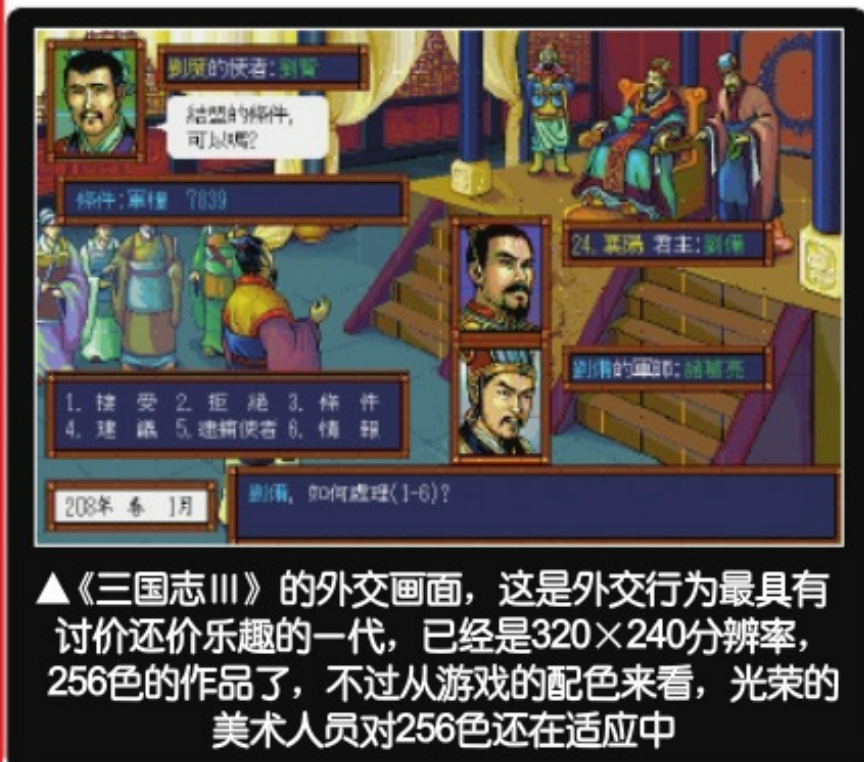 劉度的使者:劉賢
結盟的條件,
可以嗎?
條件:軍糧 7839
24.襄陽 君主:劉備
劉備的軍師:諸葛亮
1. 接 受 2. 拒 絕 3. 條 件
4. 建 議 5.逮捕使者 6. 情 報
208年 春 1月
劉備, 如何處理(1-6)?
▲《三国志III》的外交画面，这是外交行为最具有
讨价还价乐趣的一代，已经是320×240分辨率，
256色的作品了，不过从游戏的配色来看，光荣的
美术人员对256色还在适应中